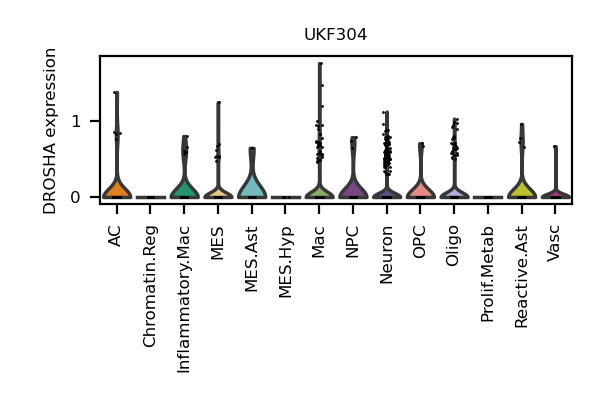 UKF304
DROSHA expression
1
0
AC
Chromatin.Reg
Inflammatory.Mac
MES
MES.Ast
MES.Hyp
Mac
NPC
Neuron
OPC
Oligo
Prolif.Metab
Reactive.Ast
Vasc